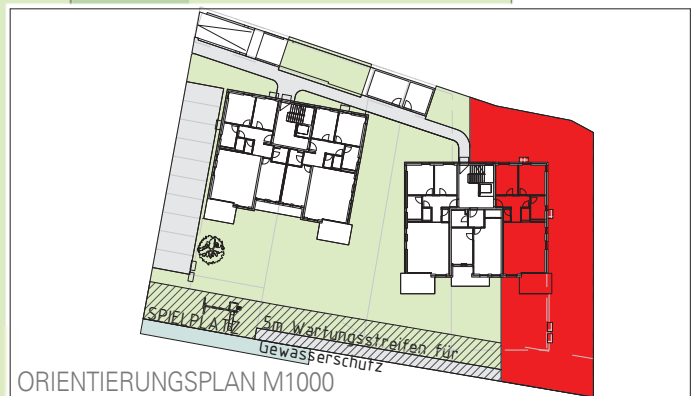 SPIELPLATZ
5m Wartungsstreifen für
Gewässerschutz
ORIENTIERUNGSPLAN M1000